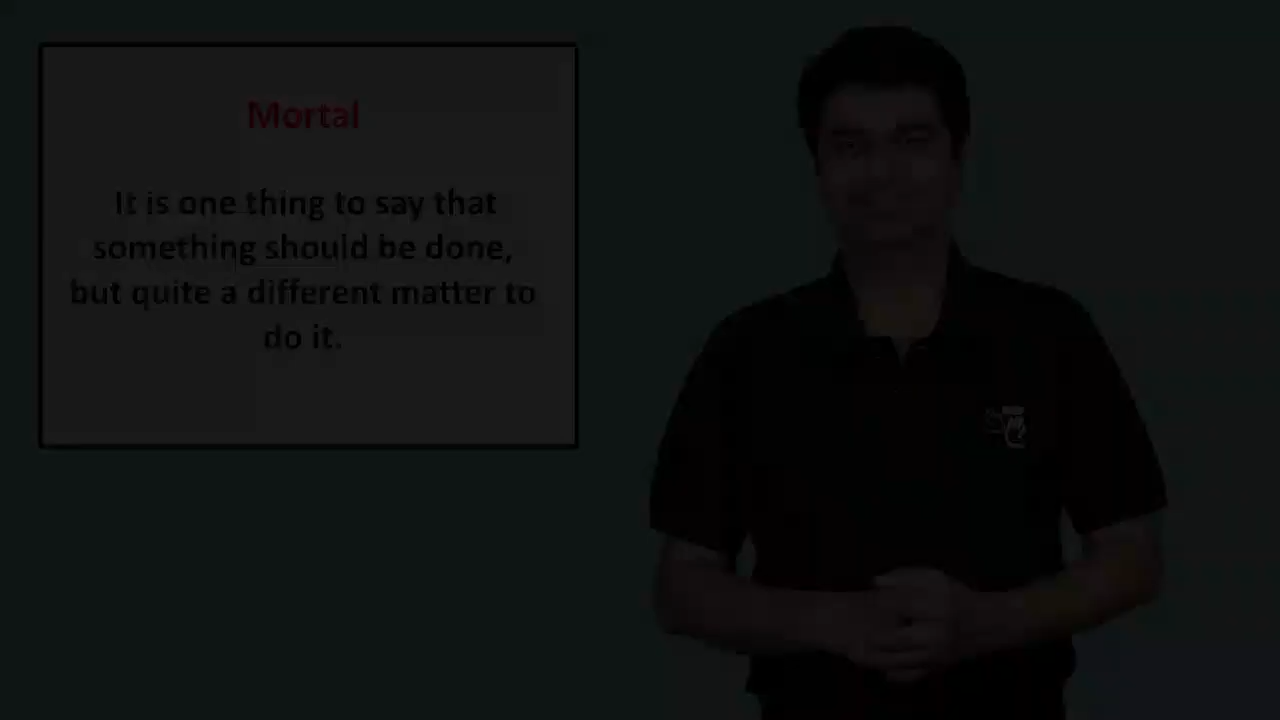 Mortal
It is one thing to say that
something should be done,
but quite a different matter to
do it.